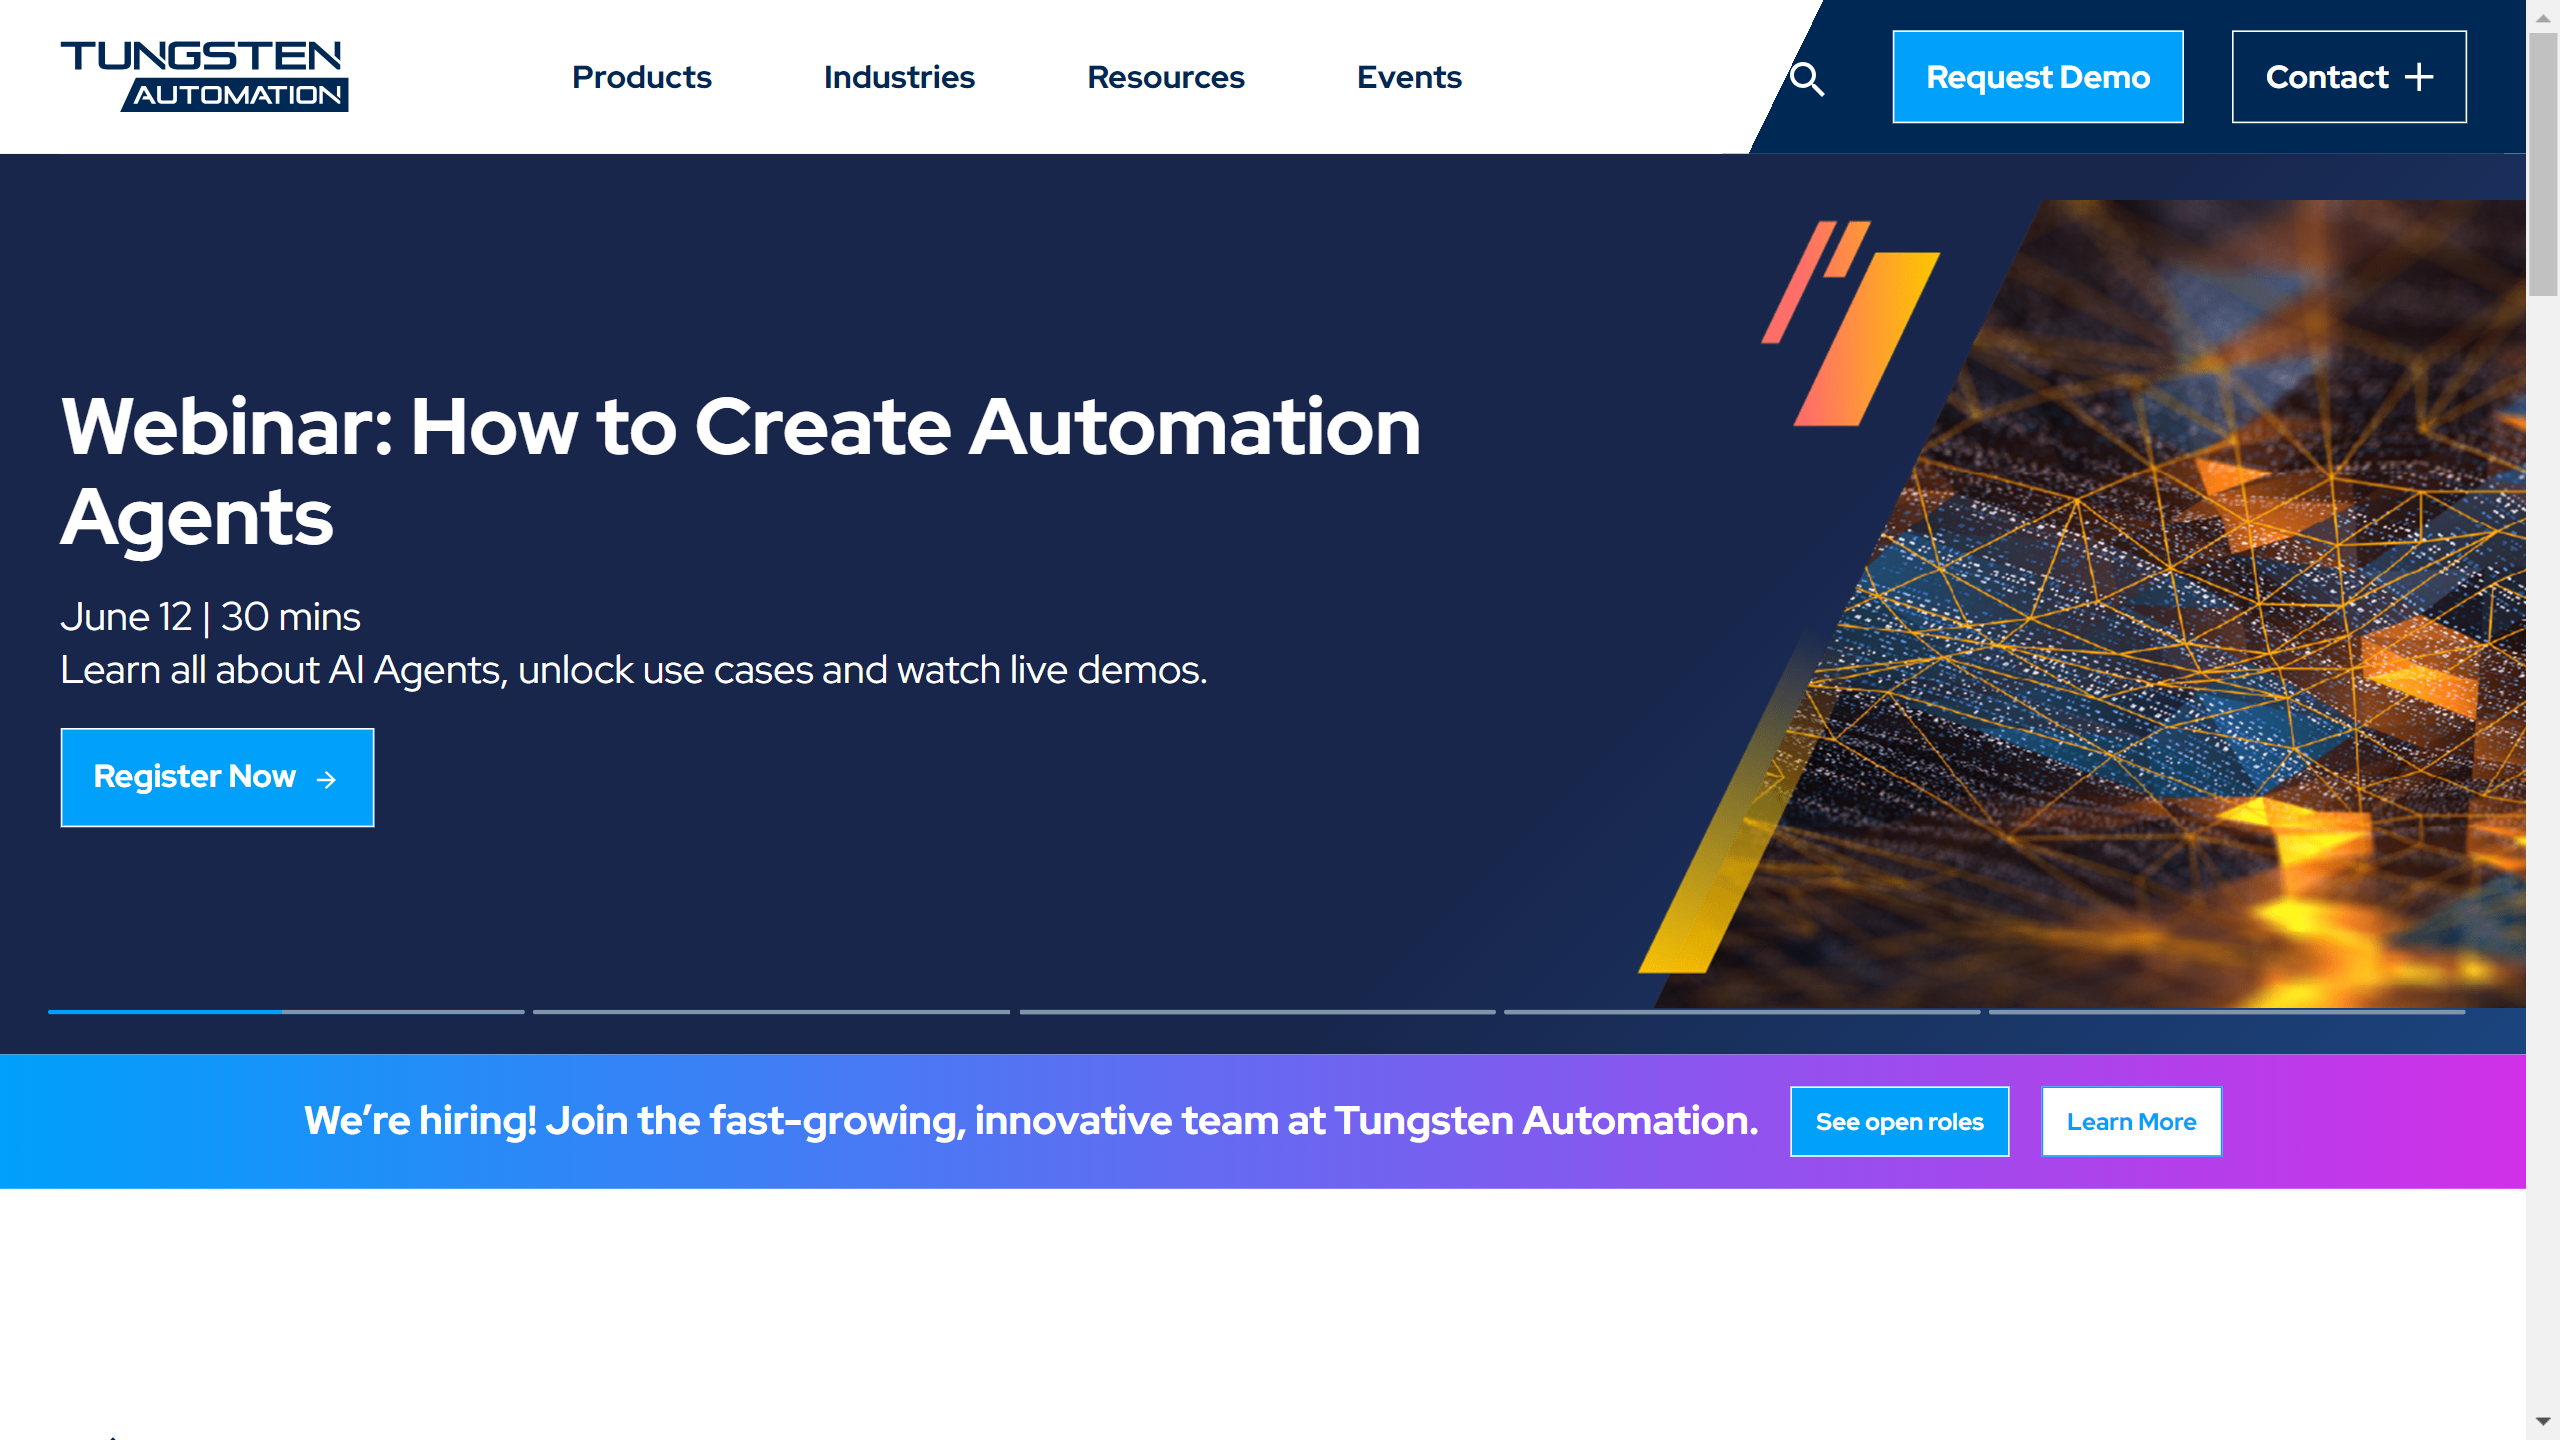 TUNGSTEN
AUTOMATION
Products
Industries
Resources
Events
Request Demo
Contact
Webinar: How to Create Automation
Agents
June 12 | 30 mins
Learn all about AI Agents, unlock use cases and watch live demos.
Register Now
We’re hiring! Join the fast-growing, innovative team at Tungsten Automation.
See open roles
Learn More